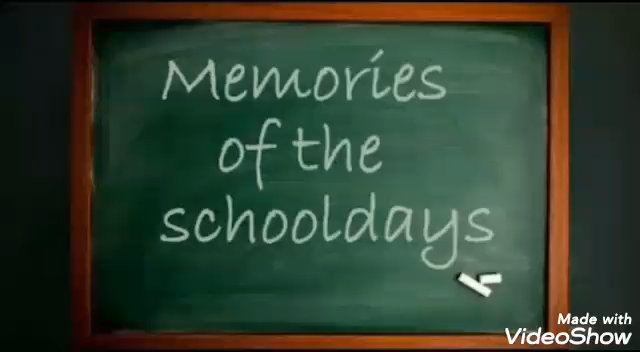 Memories
of the
schooldays
Made with
VideoShow